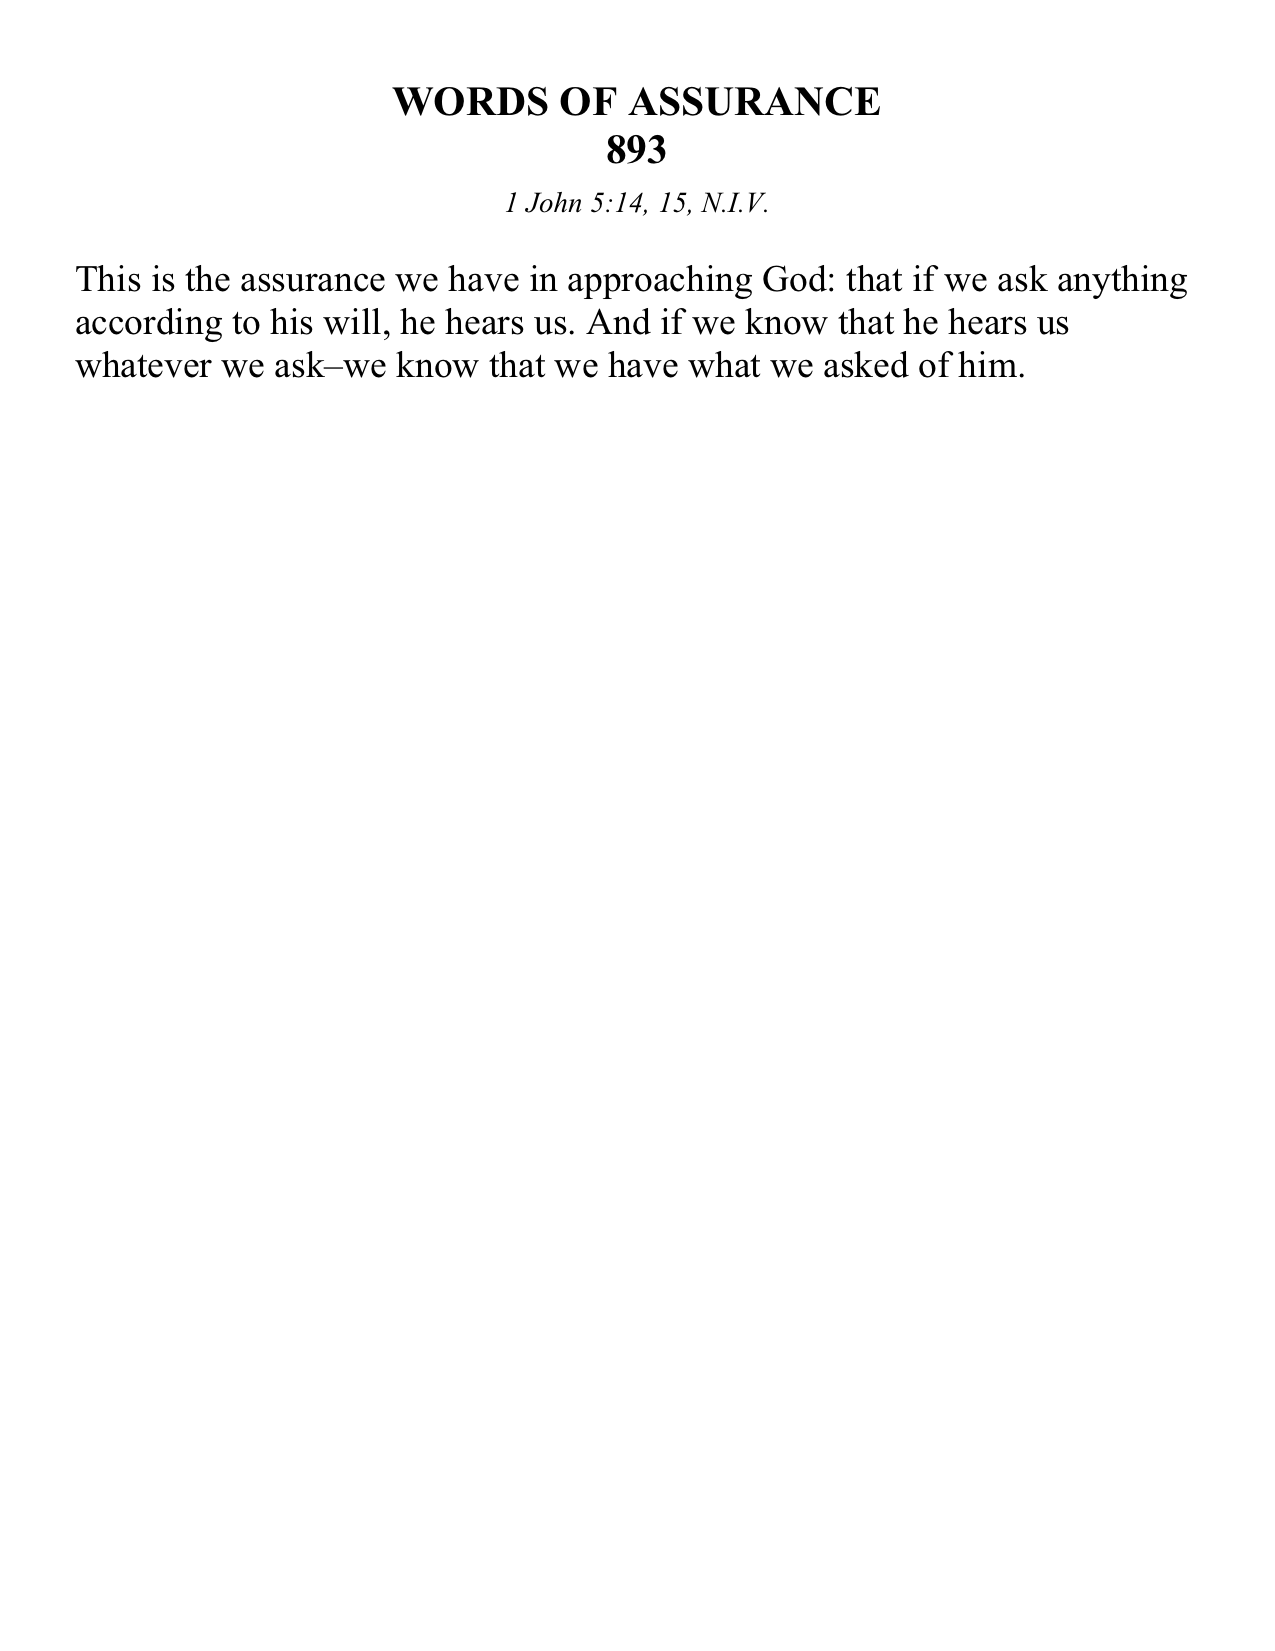 WORDS OF ASSURANCE
893
1 John 5:14, 15, N.I.V.
This is the assurance we have in approaching God: that if we ask anything
according to his will, he hears us. And if we know that he hears us
whatever we ask–we know that we have what we asked of him.